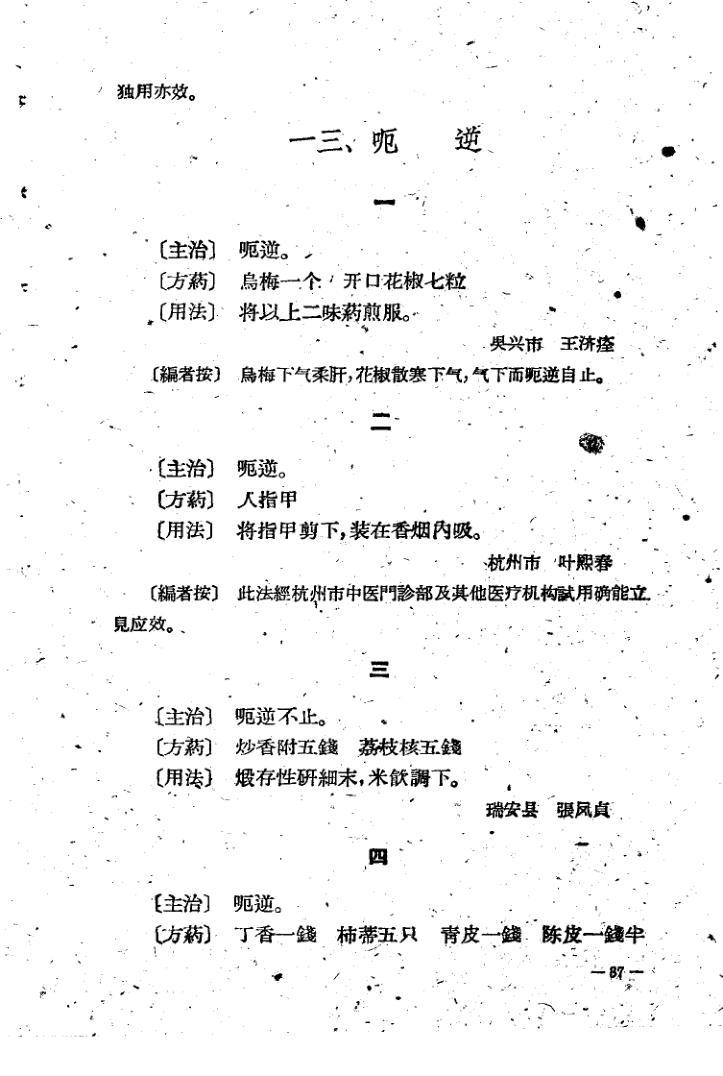 独用亦效。
一三、呃　逆
一
〔主治〕 呃逆。
〔方药〕 烏梅一个 开口花椒七粒
〔用法〕 将以上二味药煎服。
吳兴市 王济
〔編者按〕 烏梅下气柔肝,花椒散寒下气,气下而呃逆自止。
二
〔主治〕 呃逆。
〔方药〕 人指甲
〔用法〕 将指甲剪下,装在香烟內吸。
杭州市 叶熙春
〔編者按〕 此法經杭州市中医門診部及其他医疗机构試用确能立
見应效。
三
〔主治〕 呃逆不止。
〔方药〕 炒香附五錢 荔枝核五錢
〔用法〕 煅存性研細末,米飲調下。
瑞安县 張凤貞
四
〔主治〕 呃逆。
〔方药〕 丁香一錢 柿蒂五只 青皮一錢 陈皮一錢半
— 87 —